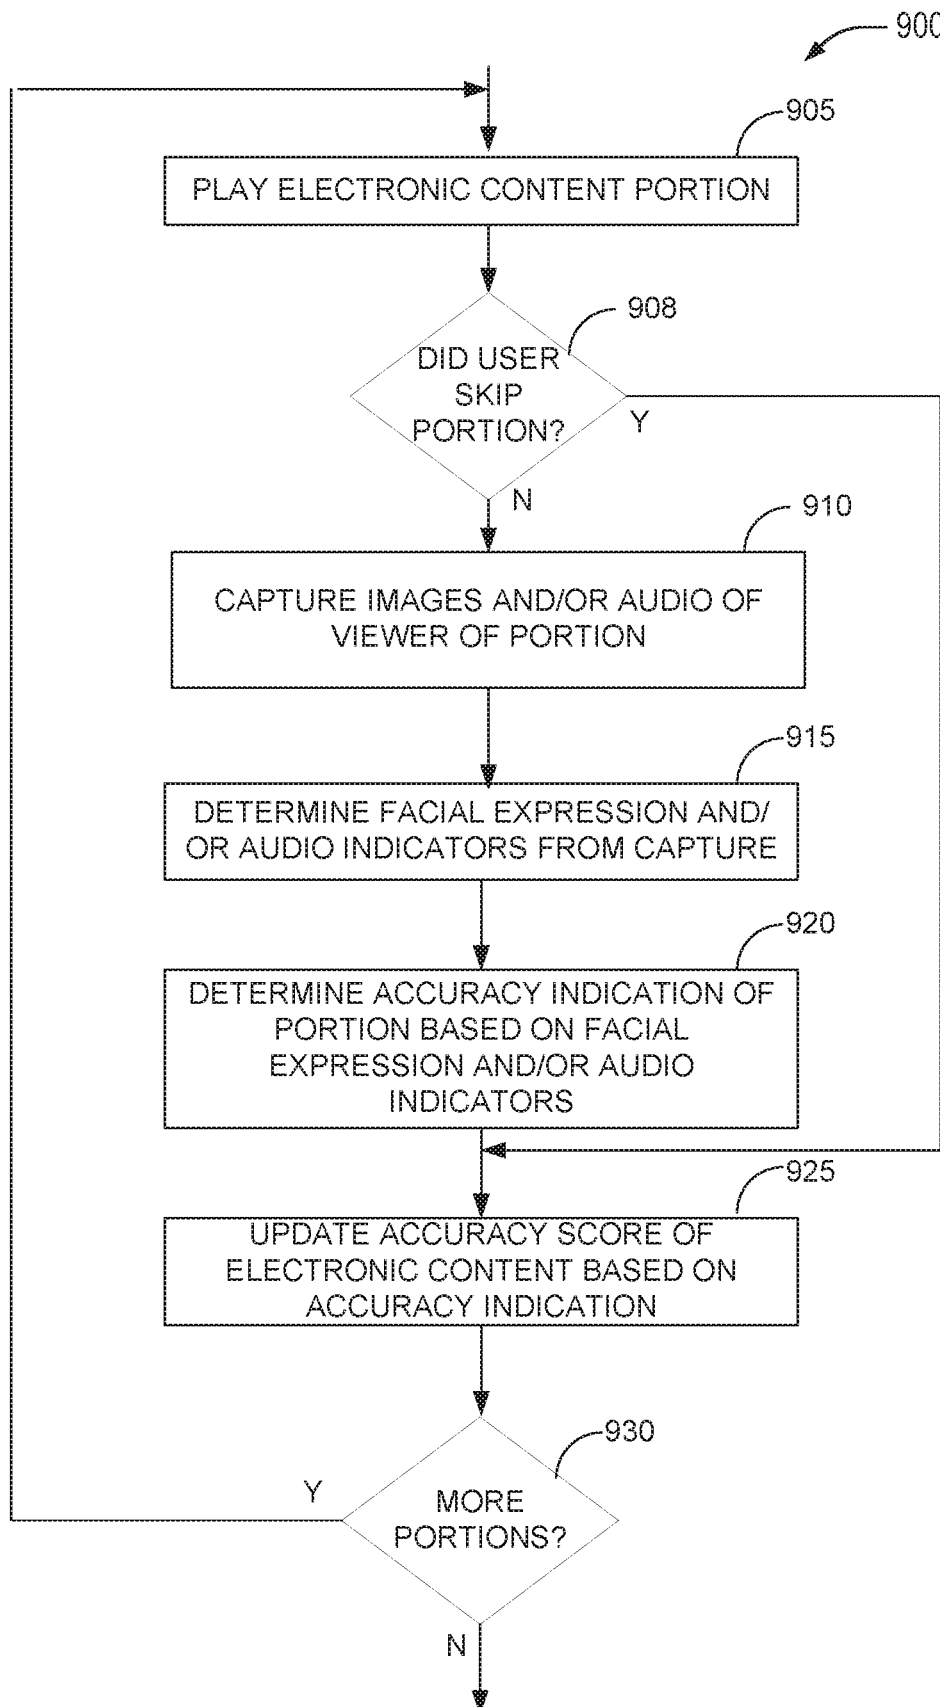 900
905
PLAY ELECTRONIC CONTENT PORTION
908
DID USER
SKIP
PORTION?
Y
N
910
CAPTURE IMAGES AND/OR AUDIO OF
VIEWER OF PORTION
915
DETERMINE FACIAL EXPRESSION AND/
OR AUDIO INDICATORS FROM CAPTURE
920
DETERMINE ACCURACY INDICATION OF
PORTION BASED ON FACIAL
EXPRESSION AND/OR AUDIO
INDICATORS
925
UPDATE ACCURACY SCORE OF
ELECTRONIC CONTENT BASED ON
ACCURACY INDICATION
930
Y
MORE
PORTIONS?
N